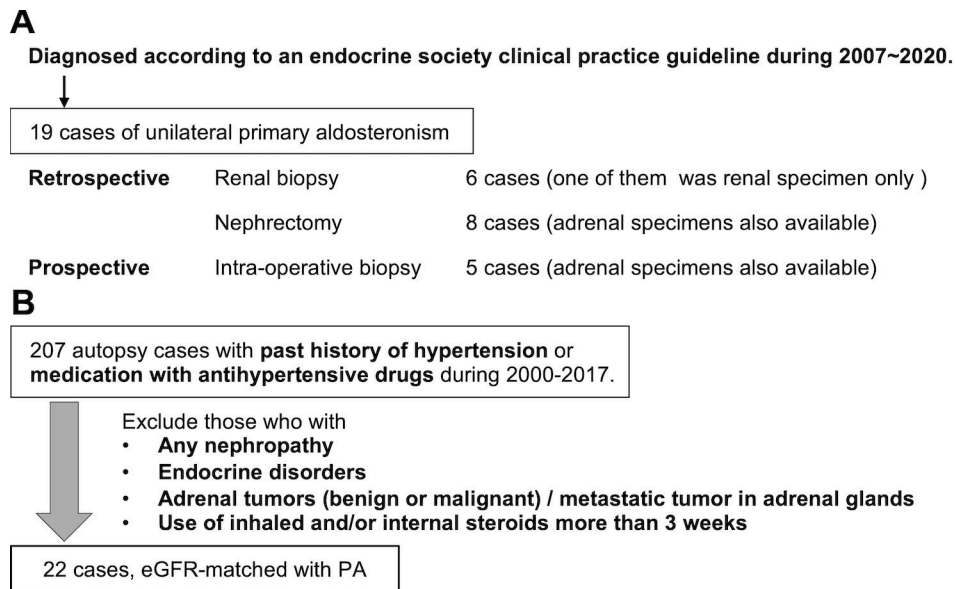 A
Diagnosed according to an endocrine society clinical practice guideline during 2007~2020.
19 cases of unilateral primary aldosteronism
Retrospective Renal biopsy 6 cases (one of them was renal specimen only )
Nephrectomy 8 cases (adrenal specimens also available)
Prospective Intra-operative biopsy 5 cases (adrenal specimens also available)
B
207 autopsy cases with past history of hypertension or
medication with antihypertensive drugs during 2000-2017.
Exclude those who with
• Any nephropathy
• Endocrine disorders
• Adrenal tumors (benign or malignant) / metastatic tumor in adrenal glands
• Use of inhaled and/or internal steroids more than 3 weeks
22 cases, eGFR-matched with PA